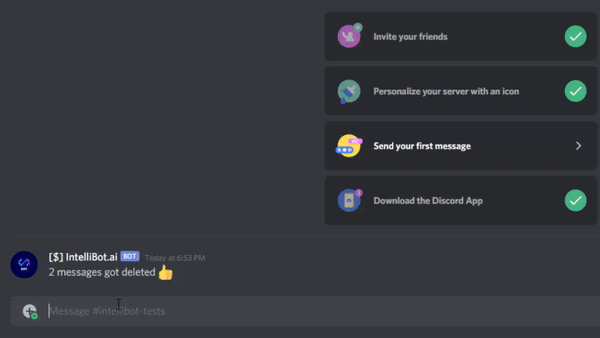 Invite your friends
Personalize your server with an icon
Send your first message
Download the Discord App
[$] IntelliBot.ai BOT Today at 6:53 PM
2 messages got deleted 👍
Message #intellibot-tests